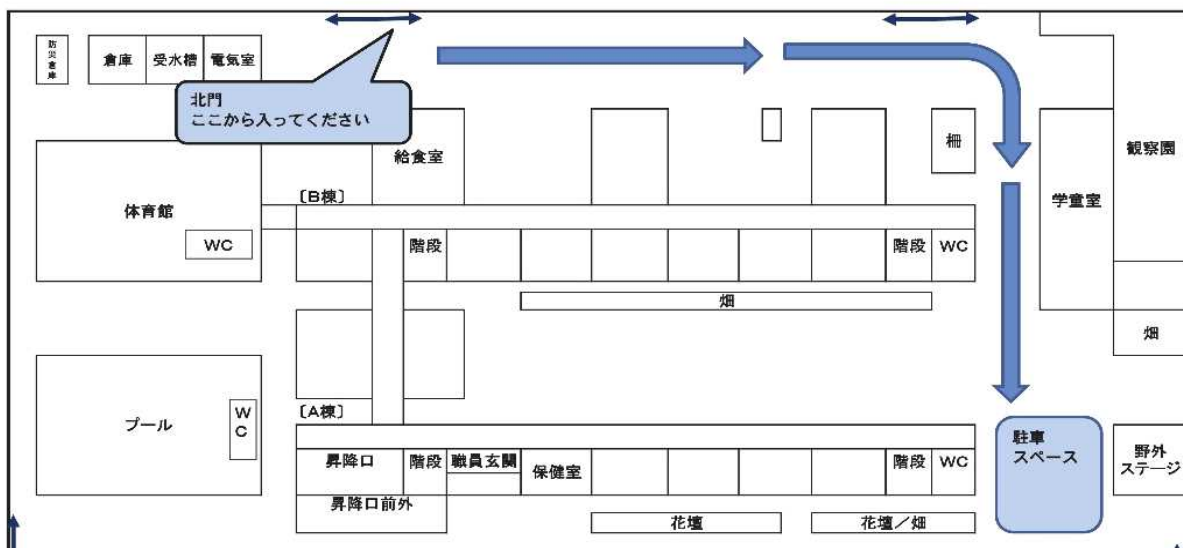 防災倉庫
倉庫
受水槽
電気室
北門
ここから入ってください
給食室
柵
観察園
学童室
〔B棟〕
体育館
WC
階段
階段
WC
畑
畑
〔A棟〕
プール
WC
昇降口
階段
職員玄関
保健室
階段
WC
駐車
スペース
野外
ステージ
昇降口前外
花壇
花壇／畑